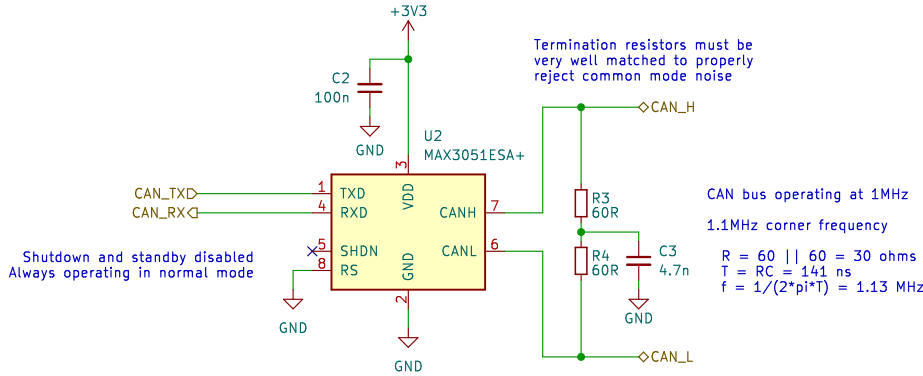 +3V3
Termination resistors must be
very well matched to properly
reject common mode noise
C2
100n
GND
CAN_H
U2
MAX3051ESA+
3
CAN_TX
1
TXD
VDD
CAN_RX
4
RXD
CANH
7
R3
60R
CAN bus operating at 1MHz
1.1MHz corner frequency
Shutdown and standby disabled
Always operating in normal mode
5
SHDN
CANL
6
8
RS
GND
2
R4
60R
C3
4.7n
R = 60 || 60 = 30 ohms
T = RC = 141 ns
f = 1/(2*pi*T) = 1.13 MHz
GND
GND
GND
CAN_L